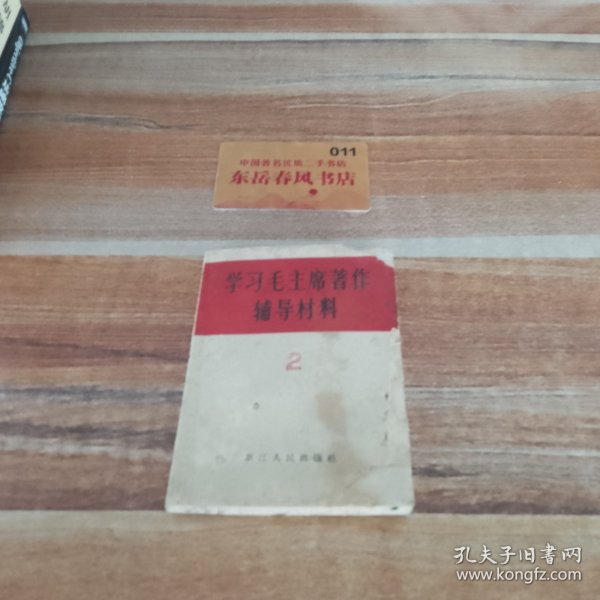 011
中国著名优质二手书店
东岳春风书店
学习毛主席著作
辅导材料
2
浙江人民出版社
孔夫子旧书网
www.kongfz.com